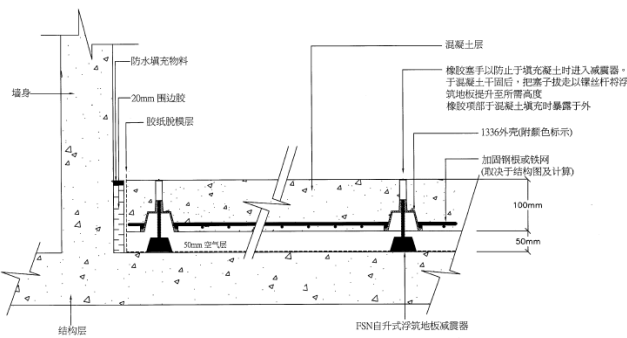 混凝土层
防水填充物料
橡胶塞手以防止于填充凝土时进入减震器。
于混凝土干固后，把塞子拔走以镙丝杆将浮
筑地板提升至所需高度
橡胶项部于混凝土填充时暴露于外
墙身
20mm 围边胶
胶纸脱模层
1336外壳(附颜色标示)
加固钢根或铁网
(取决于结构图及计算)
100mm
50mm 空气层
50mm
结构层
FSN自升式浮筑地板减震器